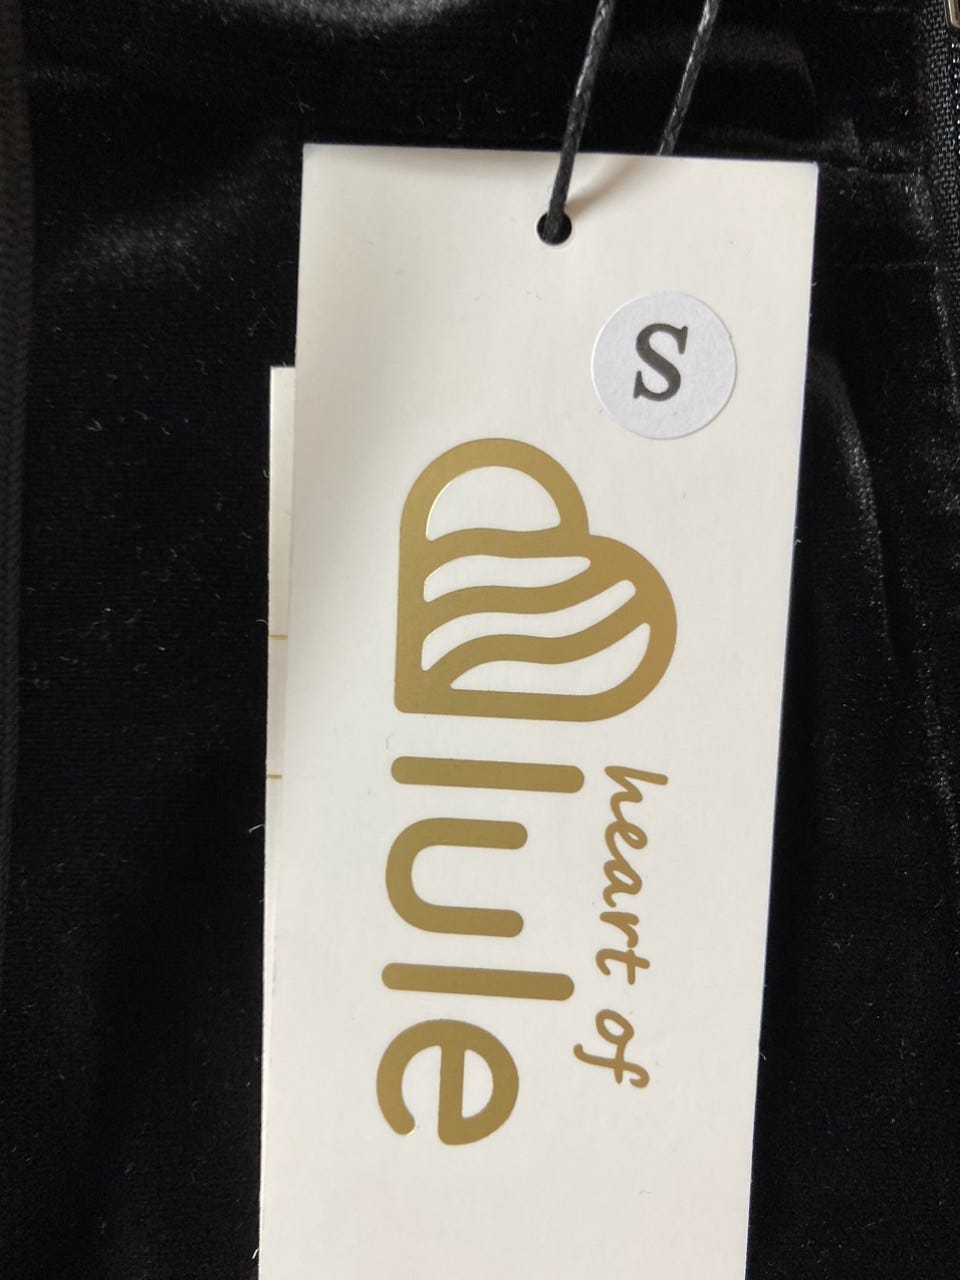 S
heart of
lule